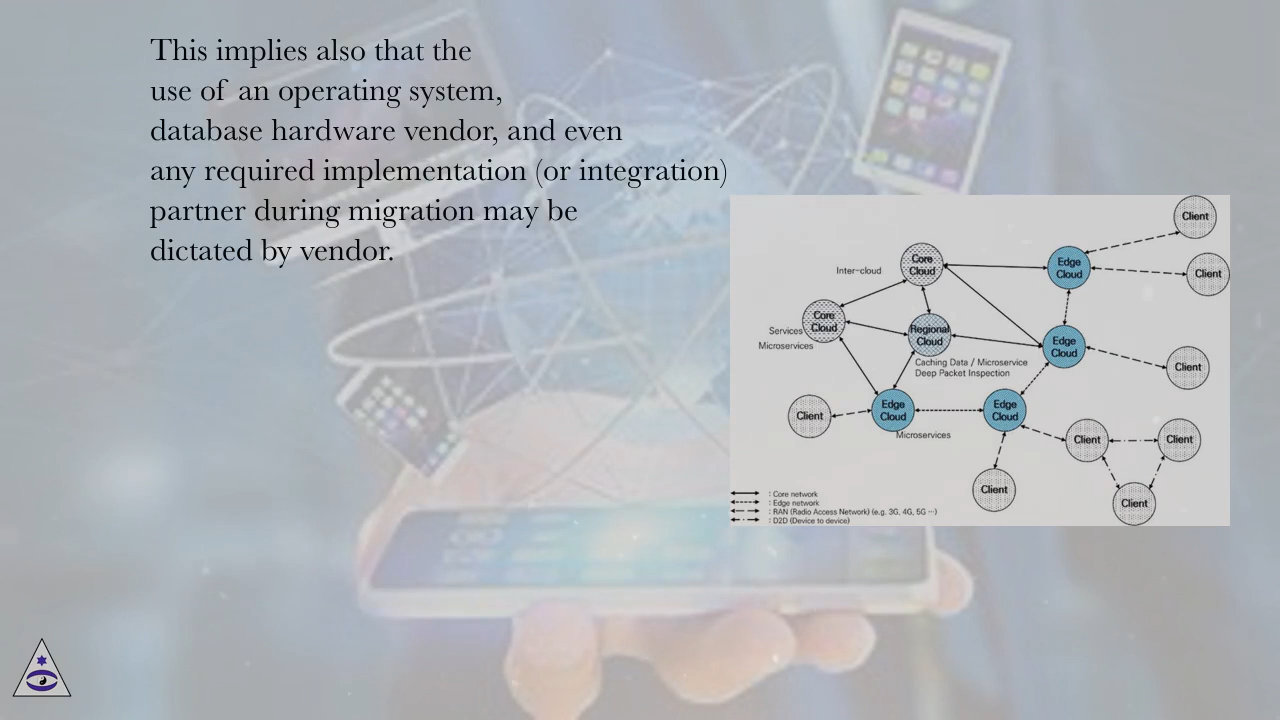 This implies also that the
use of an operating system,
database hardware vendor, and even
any required implementation (or integration)
partner during migration may be
dictated by vendor.
Client
Core
Cloud
Inter-cloud
Edge
Cloud
Client
Core
Cloud
Services
Microservices
Regional
Cloud
Edge
Cloud
Caching Data / Microservice
Deep Packet Inspection
Client
Client
Edge
Cloud
Edge
Cloud
Microservices
Client
Client
Client
Client
: Core network
: Edge network
: RAN (Radio Access Network) (e.g. 3G, 4G, 5G ···)
: D2D (Device to device)